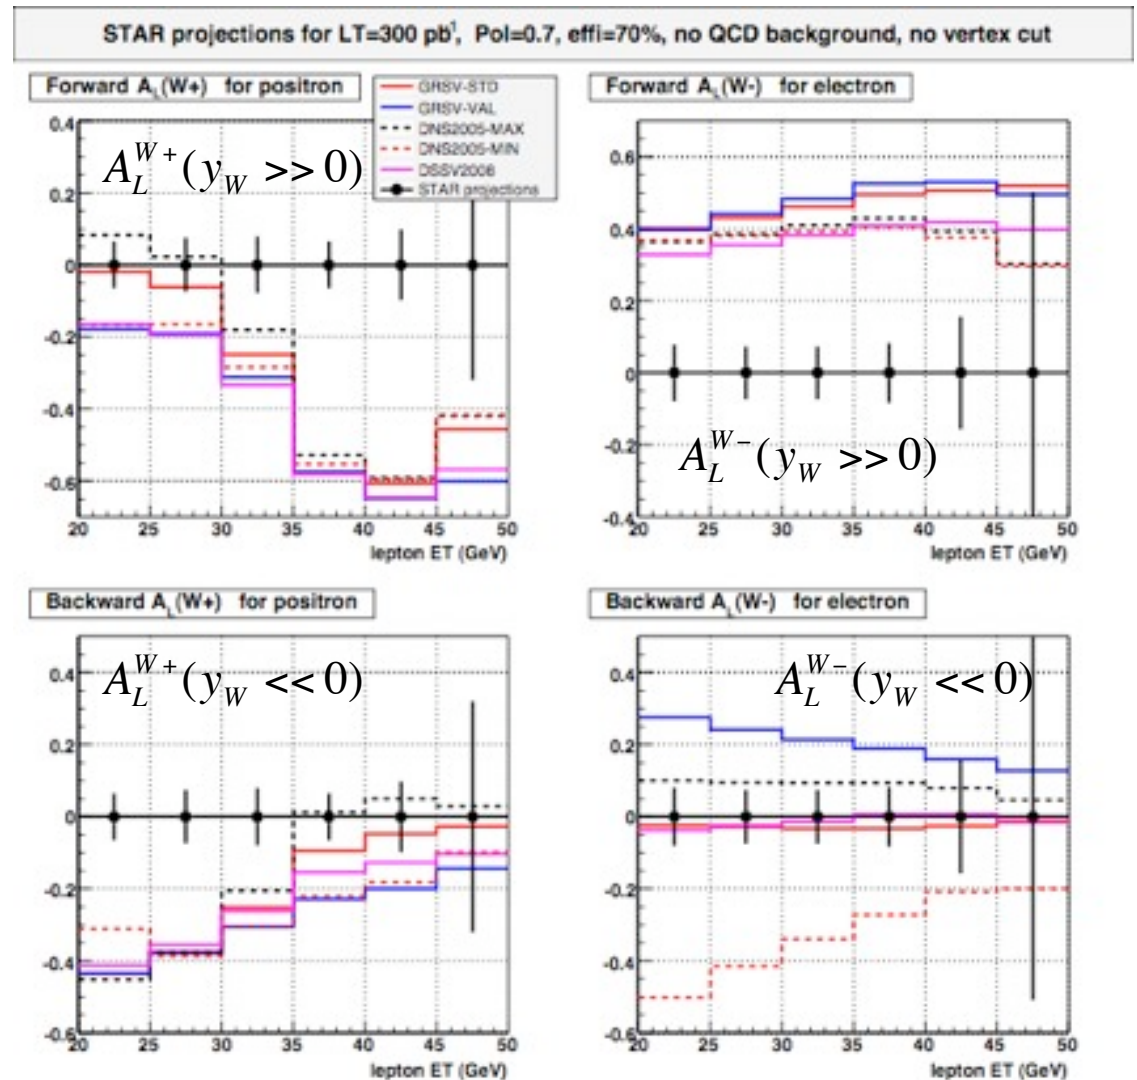 STAR projections for LT=300 pb¹, Pol=0.7, effi=70%, no QCD background, no vertex cut
Forward A_L(W+) for positron
GRSV-STD
GRSV-VAL
DNS2005-MAX
DNS2005-MIN
DSSV2008
STAR projections
A_L^{W+}(y_W >> 0)
0.4
0.2
0
-0.2
-0.4
-0.6
20 25 30 35 40 45 50
lepton ET (GeV)
Forward A_L(W-) for electron
0.6
0.4
0.2
0
-0.2
-0.4
A_L^{W-}(y_W >> 0)
20 25 30 35 40 45 50
lepton ET (GeV)
Backward A_L(W+) for positron
A_L^{W+}(y_W << 0)
0.4
0.2
0
-0.2
-0.4
-0.6
20 25 30 35 40 45 50
lepton ET (GeV)
Backward A_L(W-) for electron
A_L^{W-}(y_W << 0)
0.4
0.2
0
-0.2
-0.4
-0.6
20 25 30 35 40 45 50
lepton ET (GeV)